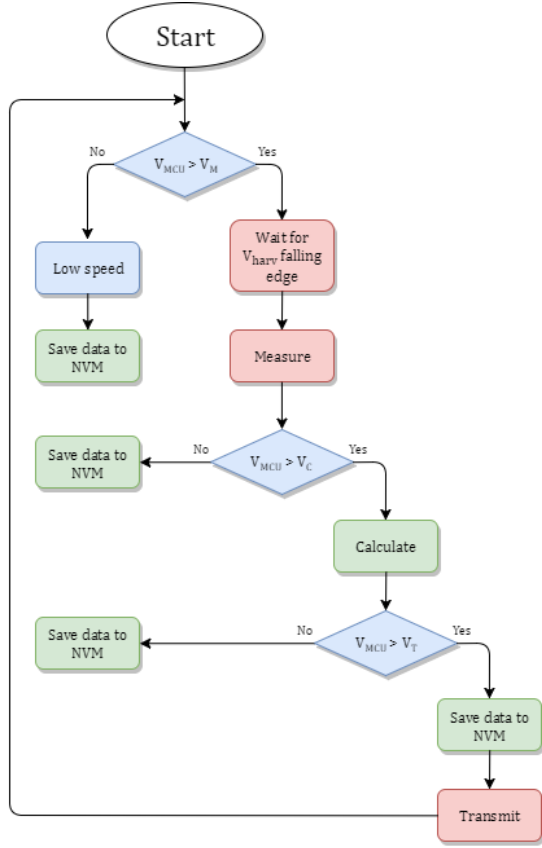 Start
No
Yes
V_MCU > V_M
Wait for
V_harv falling
edge
Low speed
Save data to
NVM
Measure
No
Yes
Save data to
NVM
V_MCU > V_C
Calculate
No
Yes
Save data to
NVM
V_MCU > V_T
Save data to
NVM
Transmit